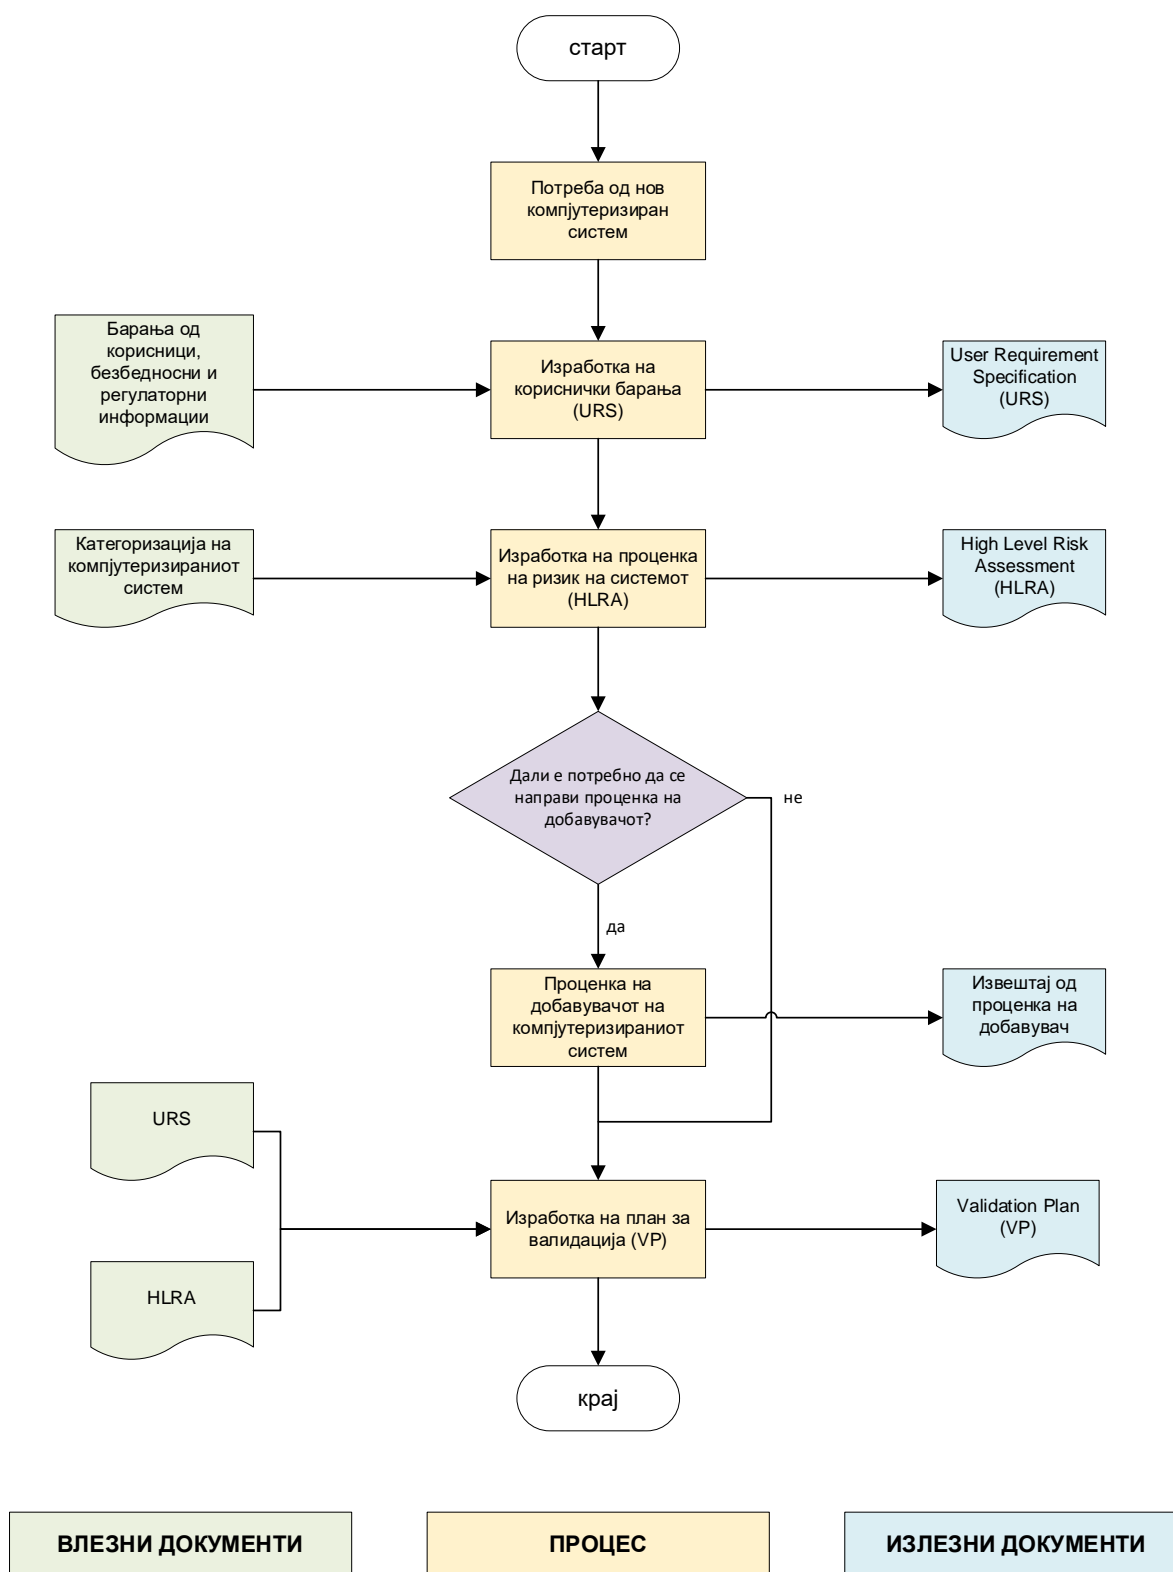 старт
Потреба од нов
компјутеризиран
систем
Барања од
корисници,
безбедносни и
регулаторни
информации
Изработка на
кориснички барања
(URS)
User Requirement
Specification
(URS)
Категоризација на
компјутеризираниот
систем
Изработка на проценка
на ризик на системот
(HLRA)
High Level Risk
Assessment
(HLRA)
Дали е потребно да се
направи проценка на
добавувачот?
не
да
Проценка на
добавувачот на
компјутеризираниот
систем
Извештај од
проценка на
добавувач
URS
Изработка на план за
валидација (VP)
Validation Plan
(VP)
HLRA
крај
ВЛЕЗНИ ДОКУМЕНТИ
ПРОЦЕС
ИЗЛЕЗНИ ДОКУМЕНТИ